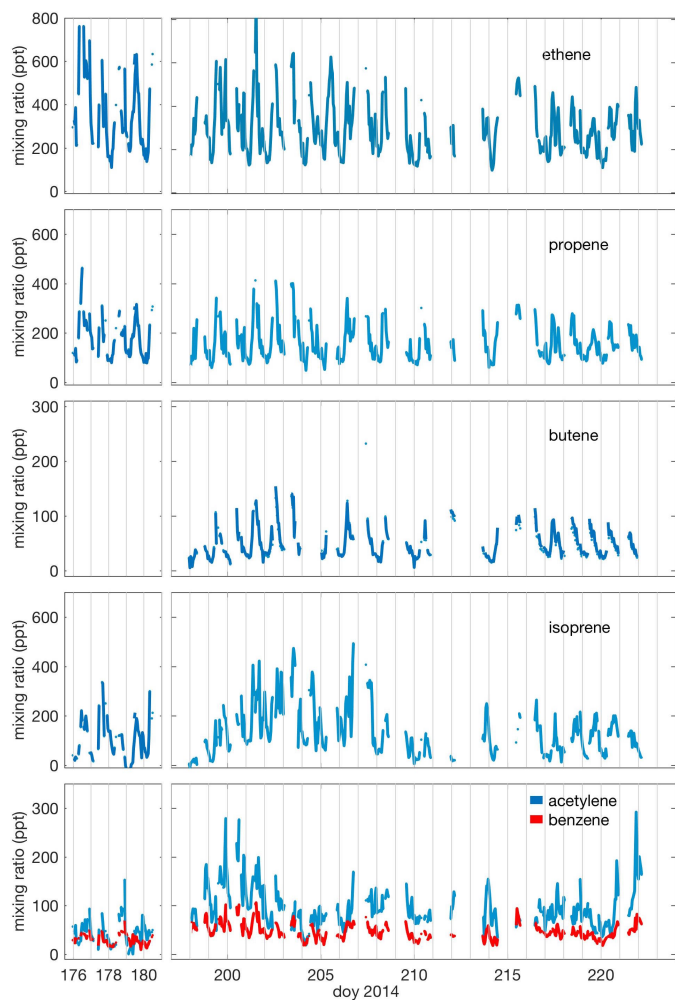 mixing ratio (ppt)
800
600
400
200
0
ethene
mixing ratio (ppt)
600
400
200
0
propene
mixing ratio (ppt)
300
200
100
0
butene
mixing ratio (ppt)
600
400
200
0
isoprene
mixing ratio (ppt)
300
200
100
0
acetylene
benzene
176 178 180 200 205 210 215 220
doy 2014